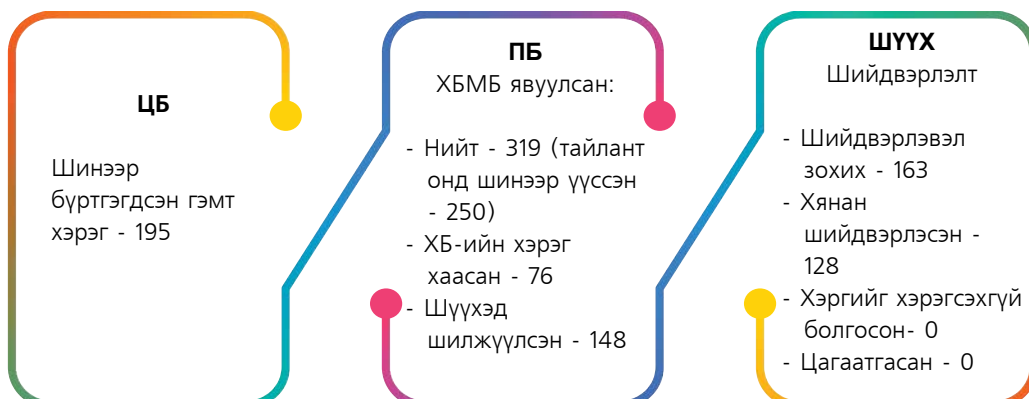 ЦБ
Шинээр
бүртгэгдсэн гэмт
хэрэг - 195
ПБ
ХБМБ явуулсан:
- Нийт - 319 (тайлант
онд шинээр үүссэн
- 250)
- ХБ-ийн хэрэг
хаасан - 76
- Шүүхэд
шилжүүлсэн - 148
ШҮҮХ
Шийдвэрлэлт
- Шийдвэрлэвэл
зохих - 163
- Хянан
шийдвэрлэсэн -
128
- Хэргийг хэрэгсэхгүй
болгосон- 0
- Цагаатгасан - 0